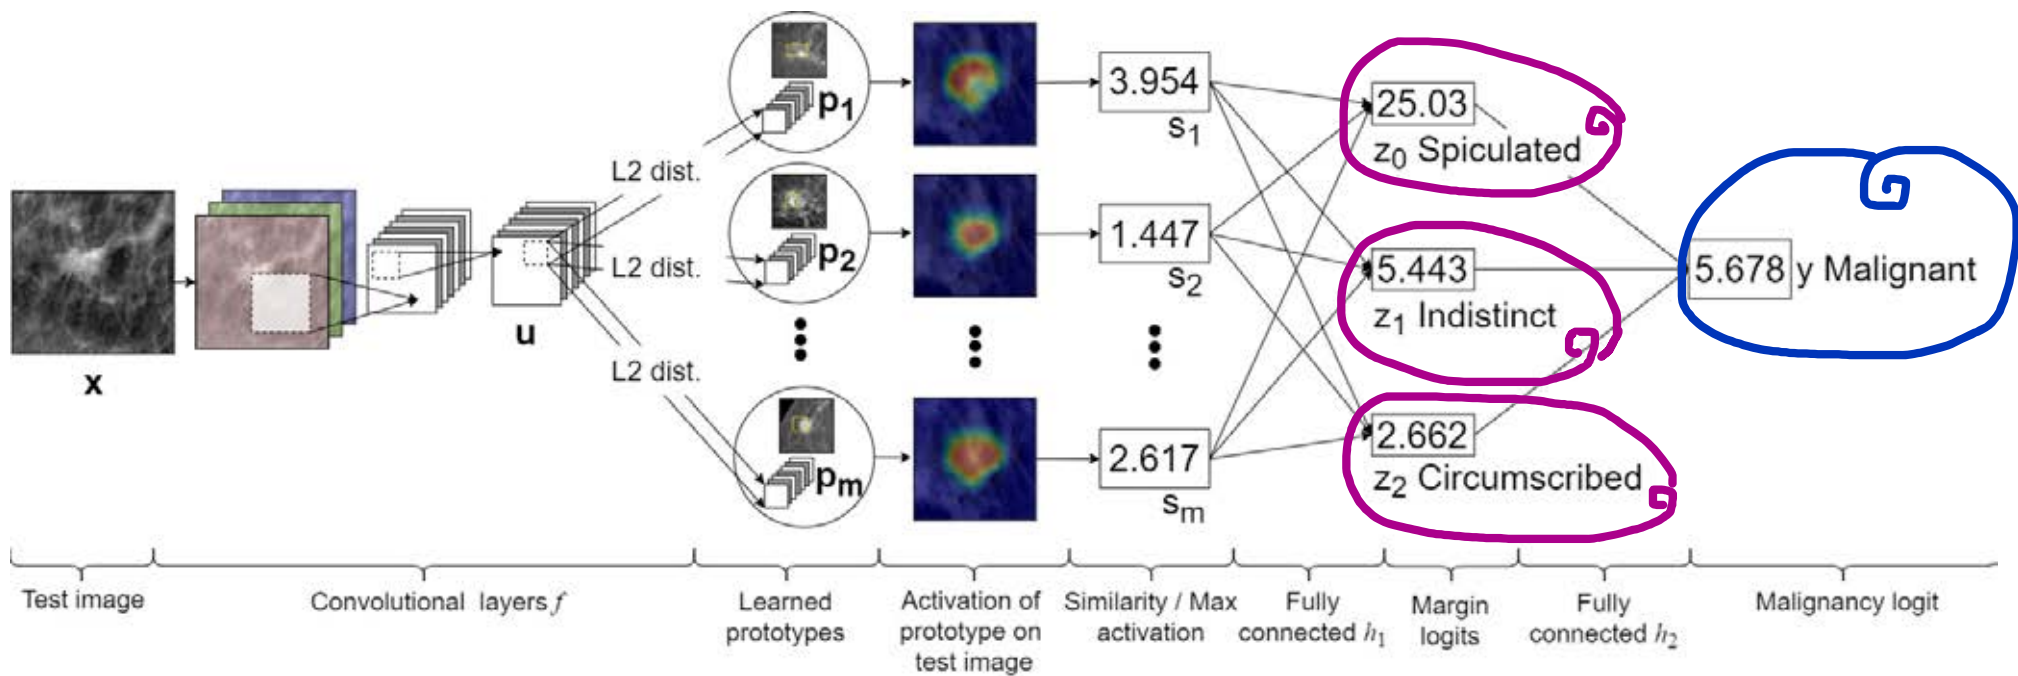 p1
3.954
s1
25.03
z0 Spiculated
L2 dist.
p2
1.447
s2
5.443
z1 Indistinct
5.678 y Malignant
L2 dist.
x
u
L2 dist.
pm
2.617
sm
2.662
z2 Circumscribed
Test image
Convolutional layers f
Learned
prototypes
Activation of
prototype on
test image
Similarity / Max
activation
Fully
connected h1
Margin
logits
Fully
connected h2
Malignancy logit